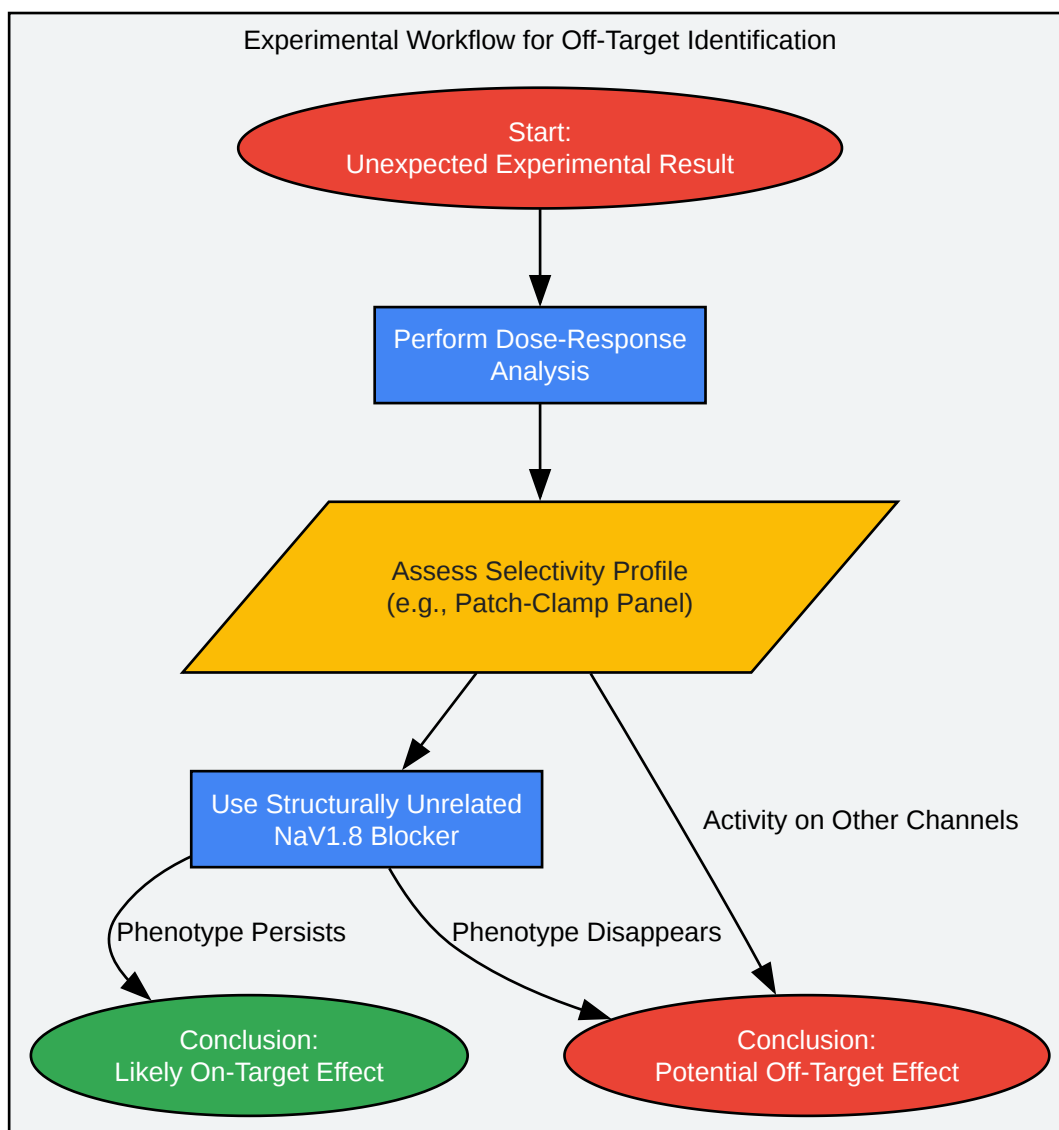 Experimental Workflow for Off-Target Identification
Start:
Unexpected Experimental Result
Perform Dose-Response
Analysis
Assess Selectivity Profile
(e.g., Patch-Clamp Panel)
Use Structurally Unrelated
NaV1.8 Blocker
Activity on Other Channels
Phenotype Persists
Phenotype Disappears
Conclusion:
Likely On-Target Effect
Conclusion:
Potential Off-Target Effect